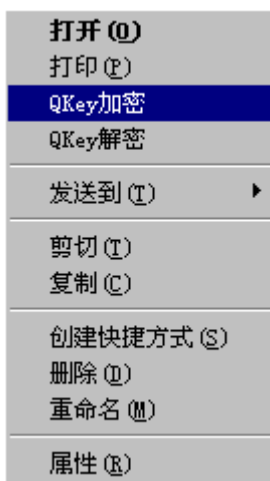 打开(O)
打印(P)
QKey加密
QKey解密
发送到(T)
剪切(T)
复制(C)
创建快捷方式(S)
删除(D)
重命名(M)
属性(R)